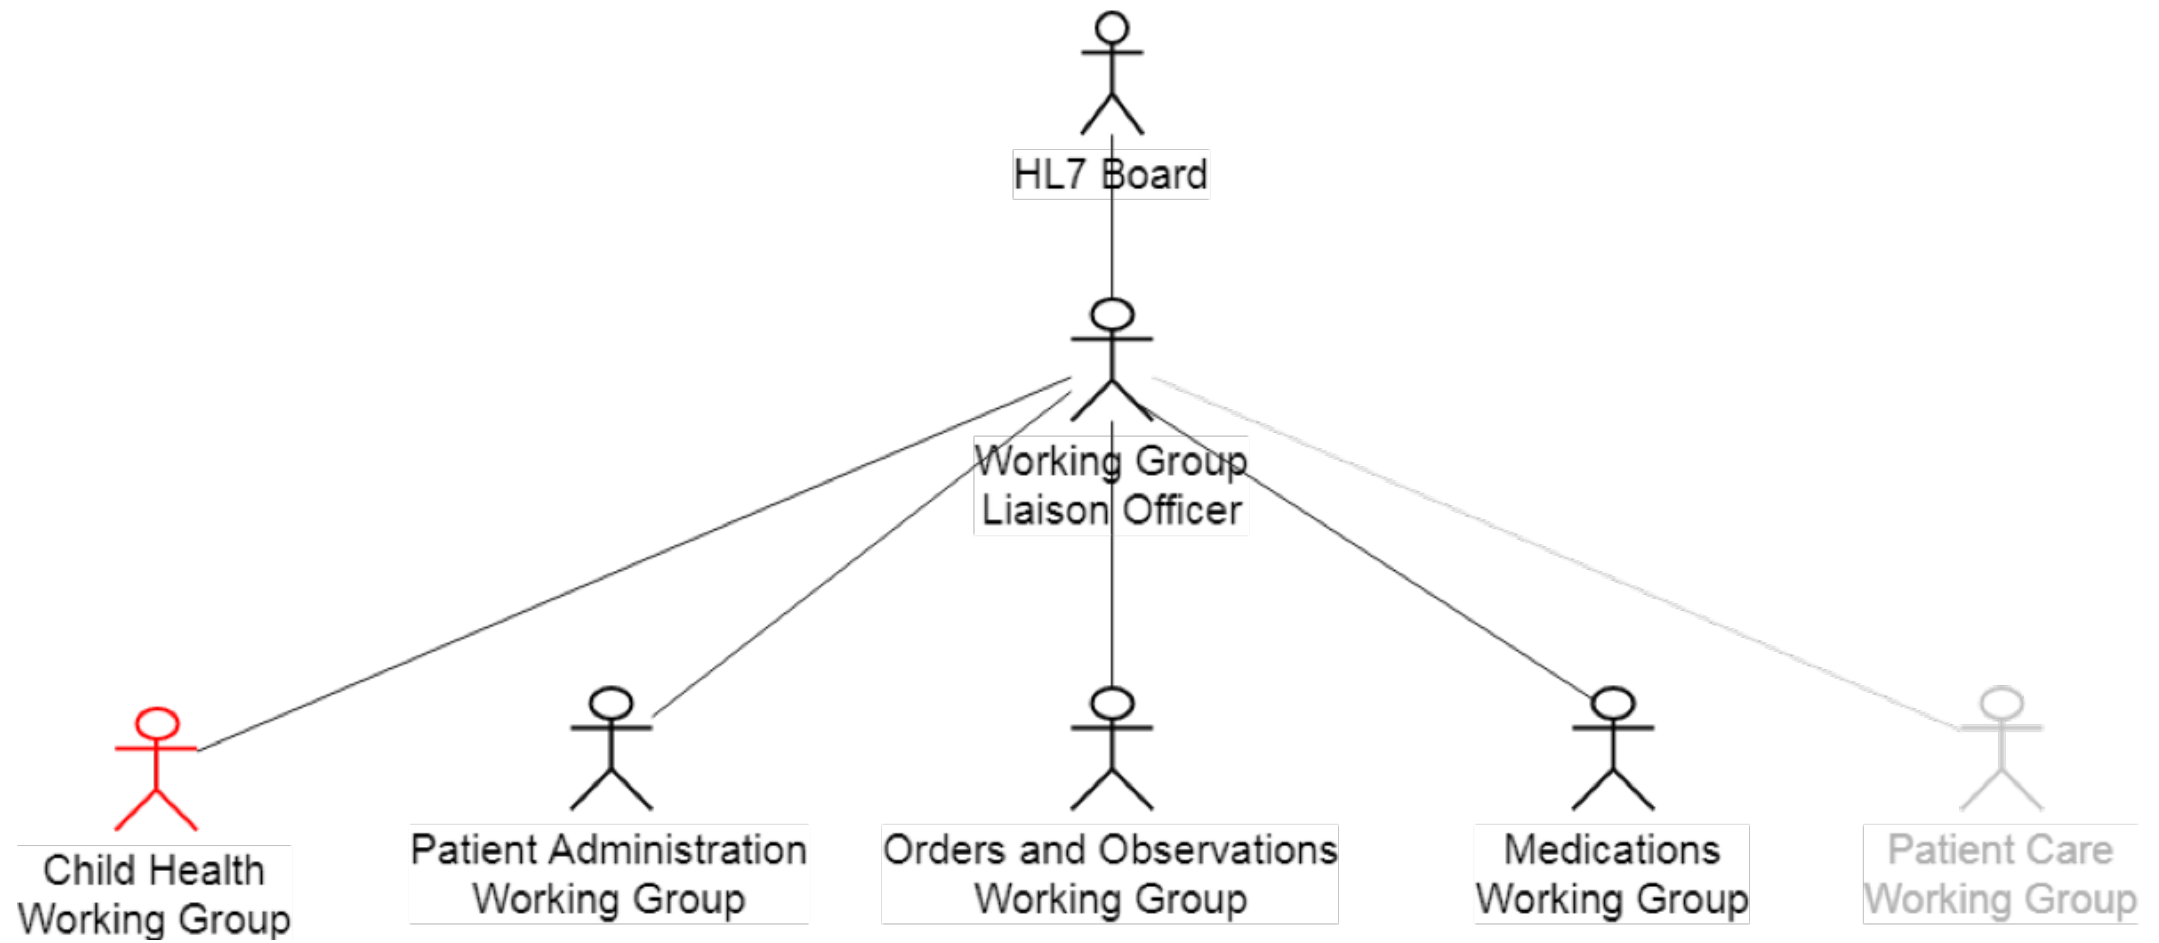 HL7 Board
Working Group
Liaison Officer
Child Health
Working Group
Patient Administration
Working Group
Orders and Observations
Working Group
Medications
Working Group
Patient Care
Working Group